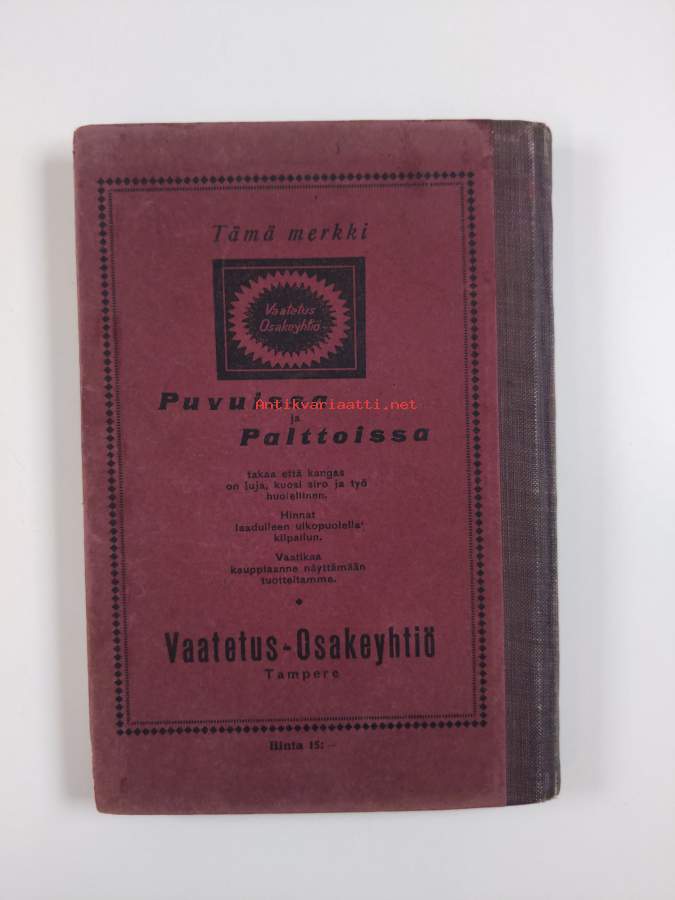 Tämä merkki
Vaatetus
Osakeyhtiö
Puvuissa
Antikvariaatti.net
ja
Palttoissa
takaa että kangas
on luja, kuosi siro ja työ
huolellinen.
Hinnat
laadulleen ulkopuolella
kilpailun.
Vaatikaa
kauppiaanne näyttämään
tuotteitamme.
Vaatetus-Osakeyhtiö
Tampere
Hinta 15:-